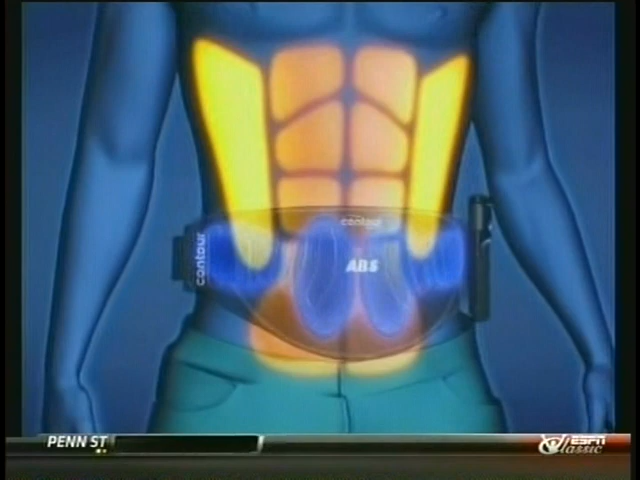 contour
contour
ABS
PENN ST
ESPN
Classic